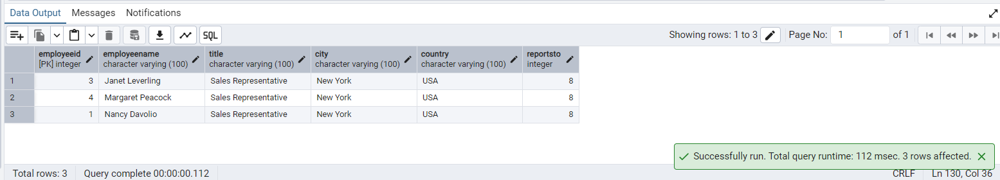 Data Output Messages Notifications
SQL Showing rows: 1 to 3 Page No: 1 of 1
employeeid employeename title city country reportsto
[PK] integer character varying (100) character varying (100) character varying (100) character varying (100) integer
1 3 Janet Leverling Sales Representative New York USA 8
2 4 Margaret Peacock Sales Representative New York USA 8
3 1 Nancy Davolio Sales Representative New York USA 8
Successfully run. Total query runtime: 112 msec. 3 rows affected.
Total rows: 3 Query complete 00:00:00.112 CRLF Ln 130, Col 36